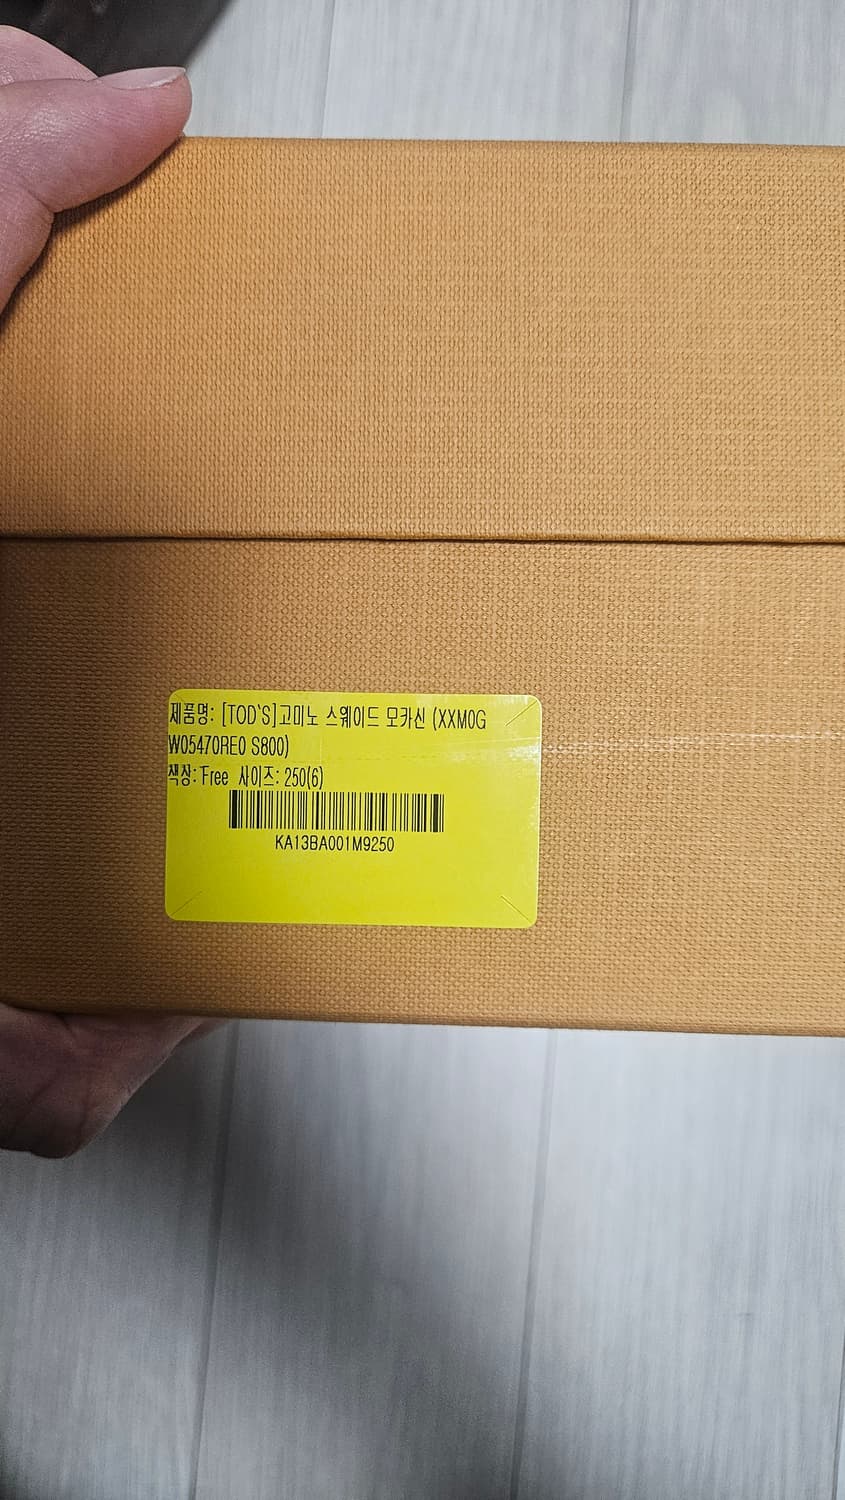 제품명: [TOD'S]고미노 스웨이드 모카신 (XXM0G
W05470RE0 S800)
색상: Free 사이즈: 250(6)
KA13BA001M9250